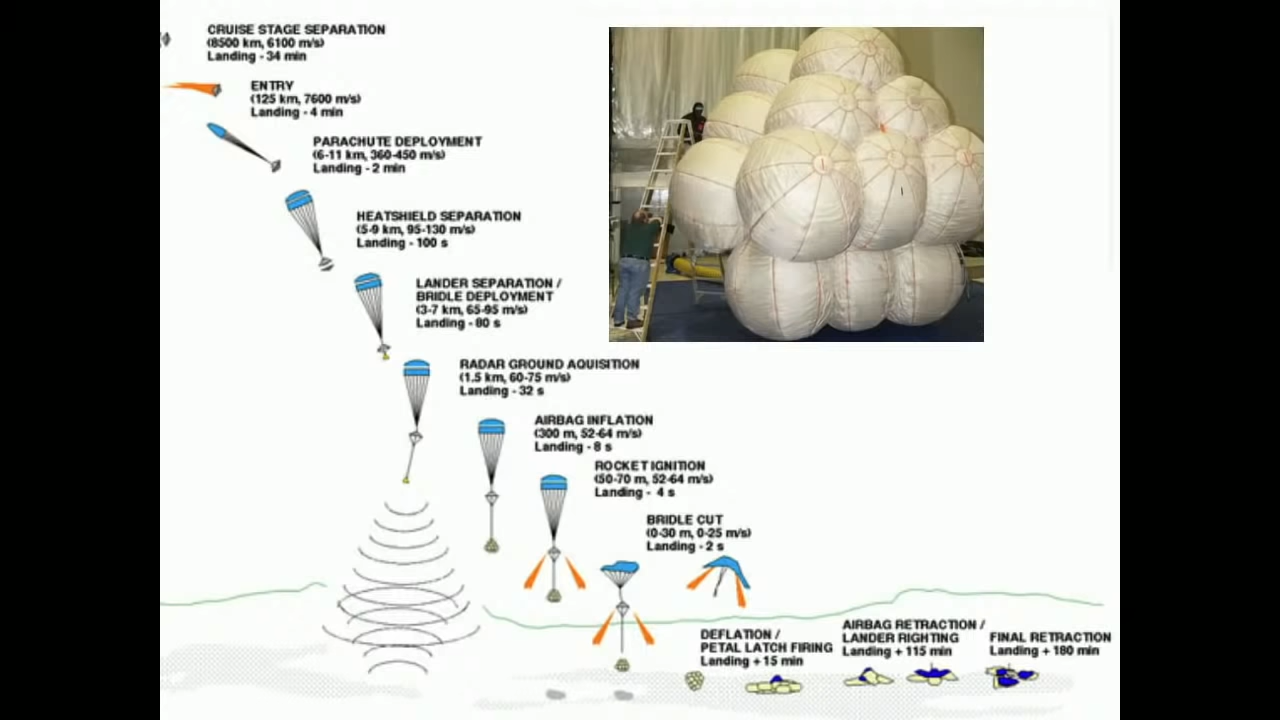 CRUISE STAGE SEPARATION
(8500 km, 6100 m/s)
Landing - 34 min
ENTRY
(125 km, 7600 m/s)
Landing - 4 min
PARACHUTE DEPLOYMENT
(6-11 km, 360-450 m/s)
Landing - 2 min
HEATSHIELD SEPARATION
(5-9 km, 95-130 m/s)
Landing - 100 s
LANDER SEPARATION /
BRIDLE DEPLOYMENT
(3-7 km, 65-95 m/s)
Landing - 80 s
RADAR GROUND AQUISITION
(1.5 km, 60-75 m/s)
Landing - 32 s
AIRBAG INFLATION
(300 m, 52-64 m/s)
Landing - 8 s
ROCKET IGNITION
(50-70 m, 52-64 m/s)
Landing - 4 s
BRIDLE CUT
(0-30 m, 0-25 m/s)
Landing - 2 s
DEFLATION /
PETAL LATCH FIRING
Landing + 15 min
AIRBAG RETRACTION /
LANDER RIGHTING
Landing + 115 min
FINAL RETRACTION
Landing + 180 min